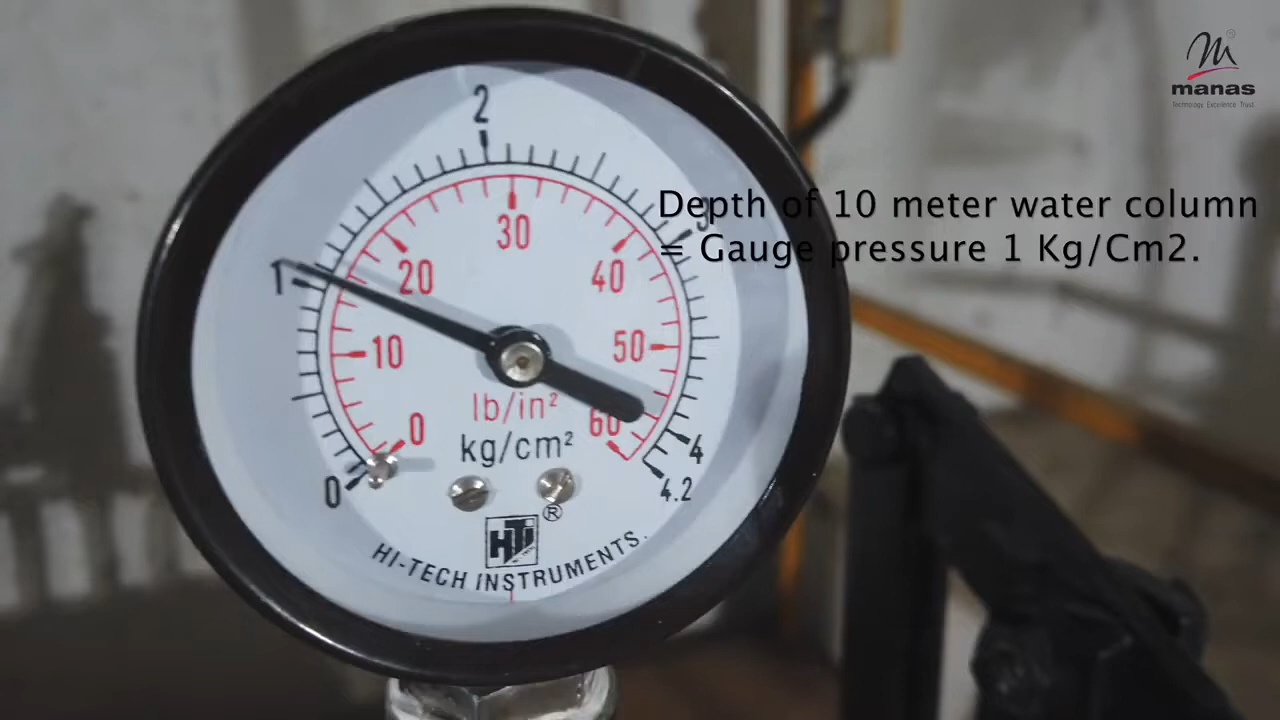 manas
Technology. Excellence. Trust.
Depth of 10 meter water column
= Gauge pressure 1 Kg/Cm2.
0
1
2
3
4
4.2
0
10
20
30
40
50
60
lb/in²
kg/cm²
HTi ®
HI-TECH INSTRUMENTS.